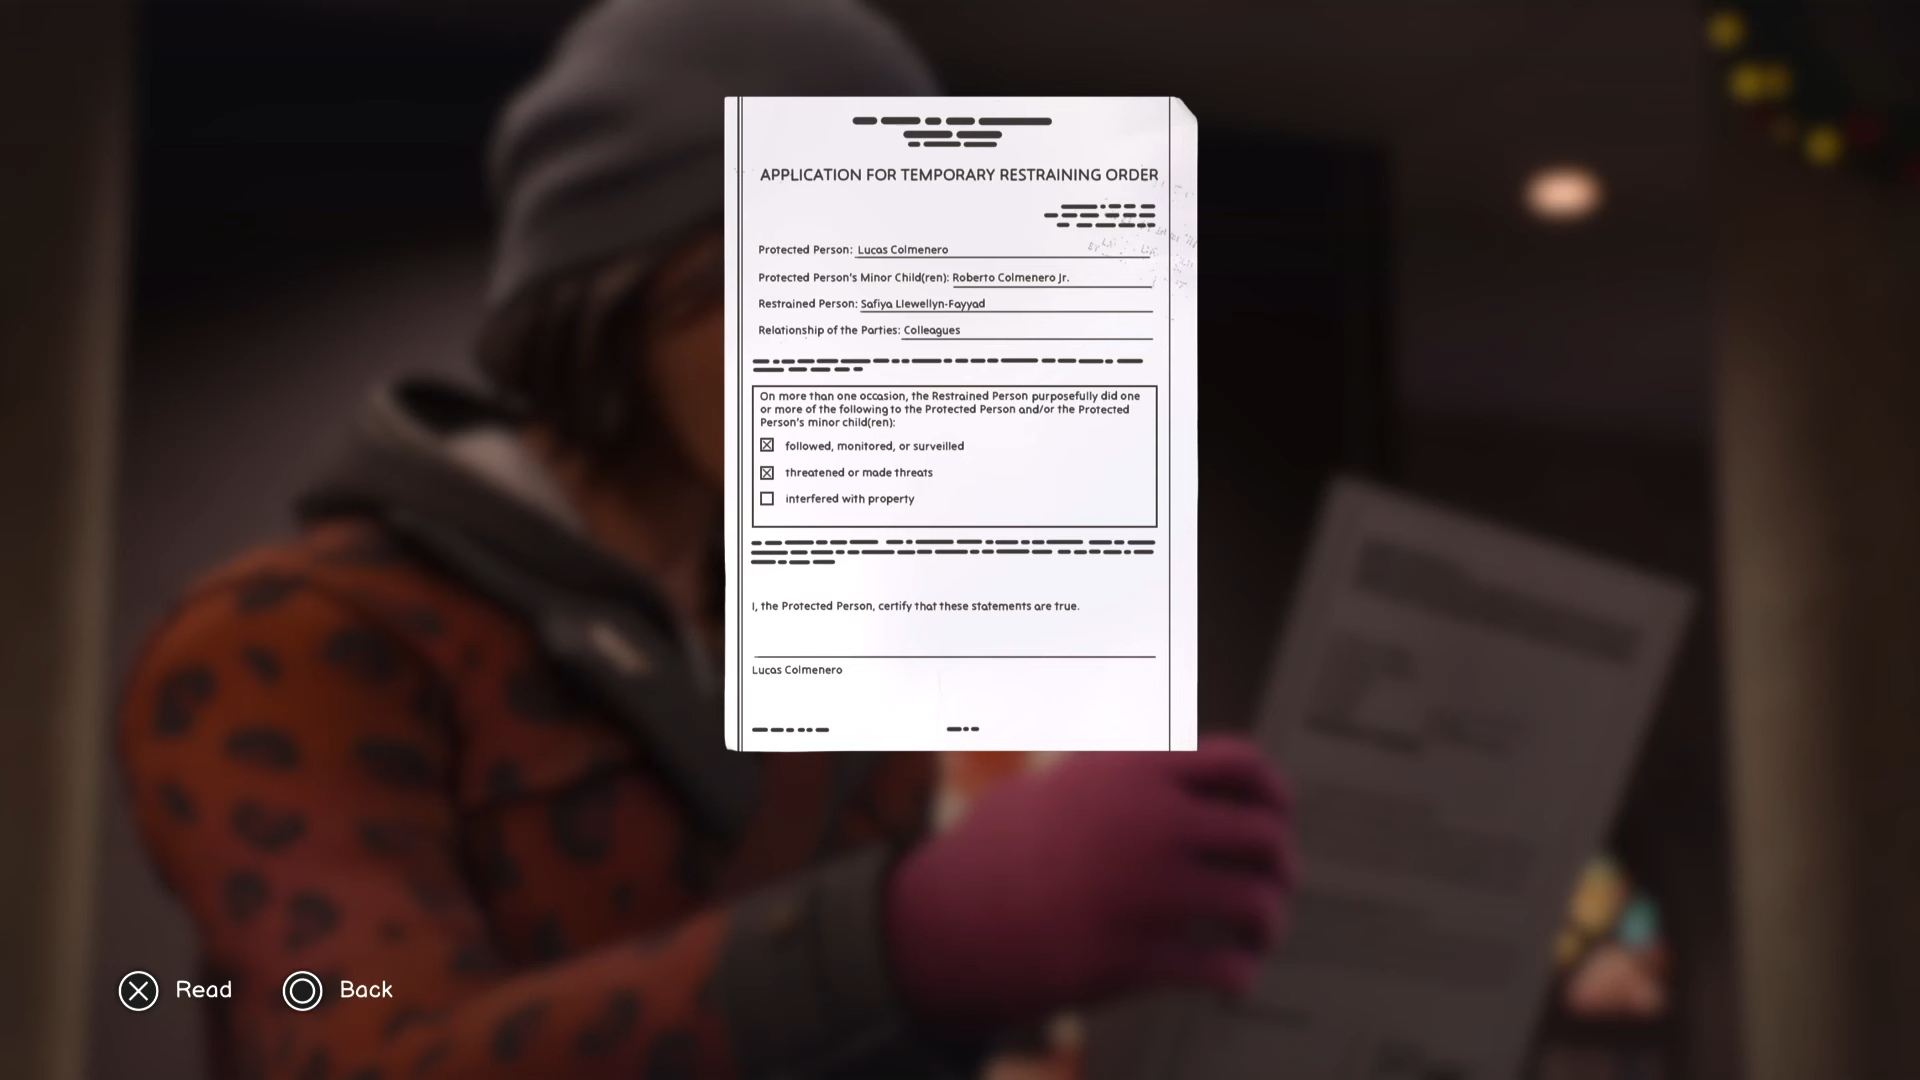 APPLICATION FOR TEMPORARY RESTRAINING ORDER
Protected Person: Lucas Colmenero
Protected Person's Minor Child(ren): Roberto Colmenero Jr.
Restrained Person: Safiya Llewellyn-Fayyad
Relationship of the Parties: Colleagues
On more than one occasion, the Restrained Person purposefully did one
or more of the following to the Protected Person and/or the Protected
Person's minor child(ren):
followed, monitored, or surveilled
threatened or made threats
interfered with property
I, the Protected Person, certify that these statements are true.
Lucas Colmenero
Read
Back